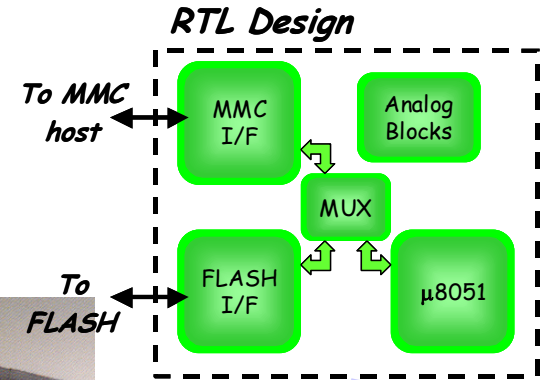 RTL Design
To MMC
host
MMC
I/F
Analog
Blocks
MUX
To
FLASH
FLASH
I/F
μ8051